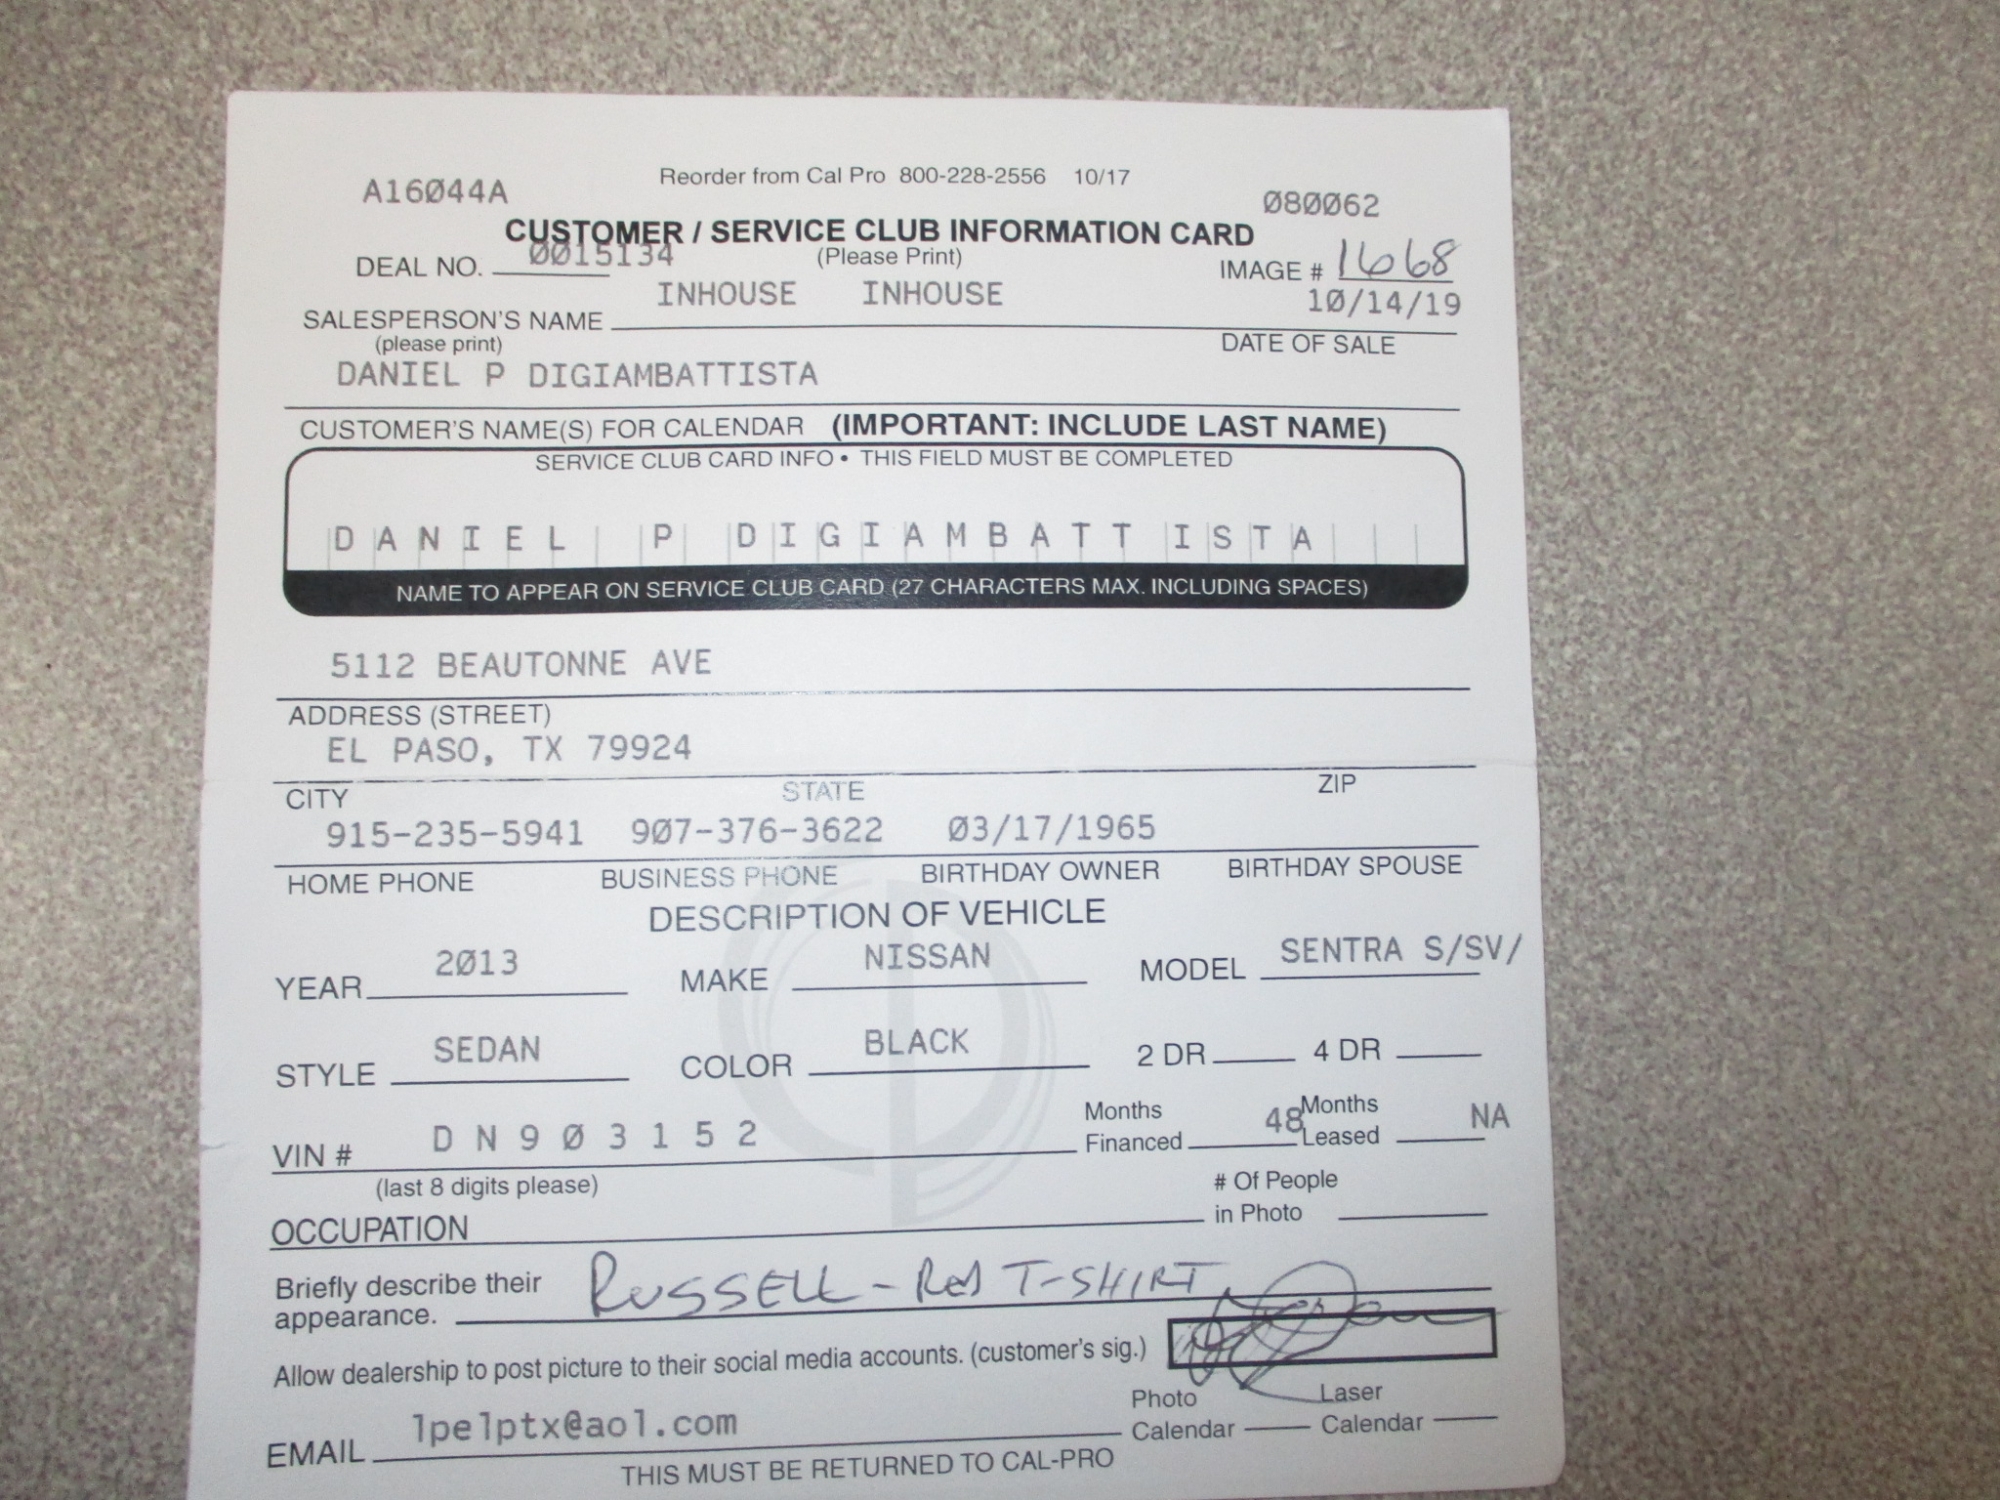 Reorder from Cal Pro 800-228-2556 10/17
A16044A 080062
CUSTOMER / SERVICE CLUB INFORMATION CARD
DEAL NO. 0015134 (Please Print) IMAGE # 1668
INHOUSE INHOUSE 10/14/19
SALESPERSON'S NAME DATE OF SALE
(please print)
DANIEL P DIGIAMBATTISTA
CUSTOMER'S NAME(S) FOR CALENDAR (IMPORTANT: INCLUDE LAST NAME)
SERVICE CLUB CARD INFO • THIS FIELD MUST BE COMPLETED
DANIEL P DIGIAMBATTISTA
NAME TO APPEAR ON SERVICE CLUB CARD (27 CHARACTERS MAX. INCLUDING SPACES)
5112 BEAUTONNE AVE
ADDRESS (STREET)
EL PASO, TX 79924
CITY STATE ZIP
915-235-5941 907-376-3622 03/17/1965
HOME PHONE BUSINESS PHONE BIRTHDAY OWNER BIRTHDAY SPOUSE
DESCRIPTION OF VEHICLE
YEAR 2013 MAKE NISSAN MODEL SENTRA S/SV/
STYLE SEDAN COLOR BLACK 2 DR 4 DR
VIN # DN903152 Months Financed 48 Months Leased NA
(last 8 digits please)
OCCUPATION # Of People in Photo
Briefly describe their appearance. RUSSELL - Red T-SHIRT
Allow dealership to post picture to their social media accounts. (customer's sig.)
Photo Calendar Laser Calendar
EMAIL lpelptx@aol.com
THIS MUST BE RETURNED TO CAL-PRO